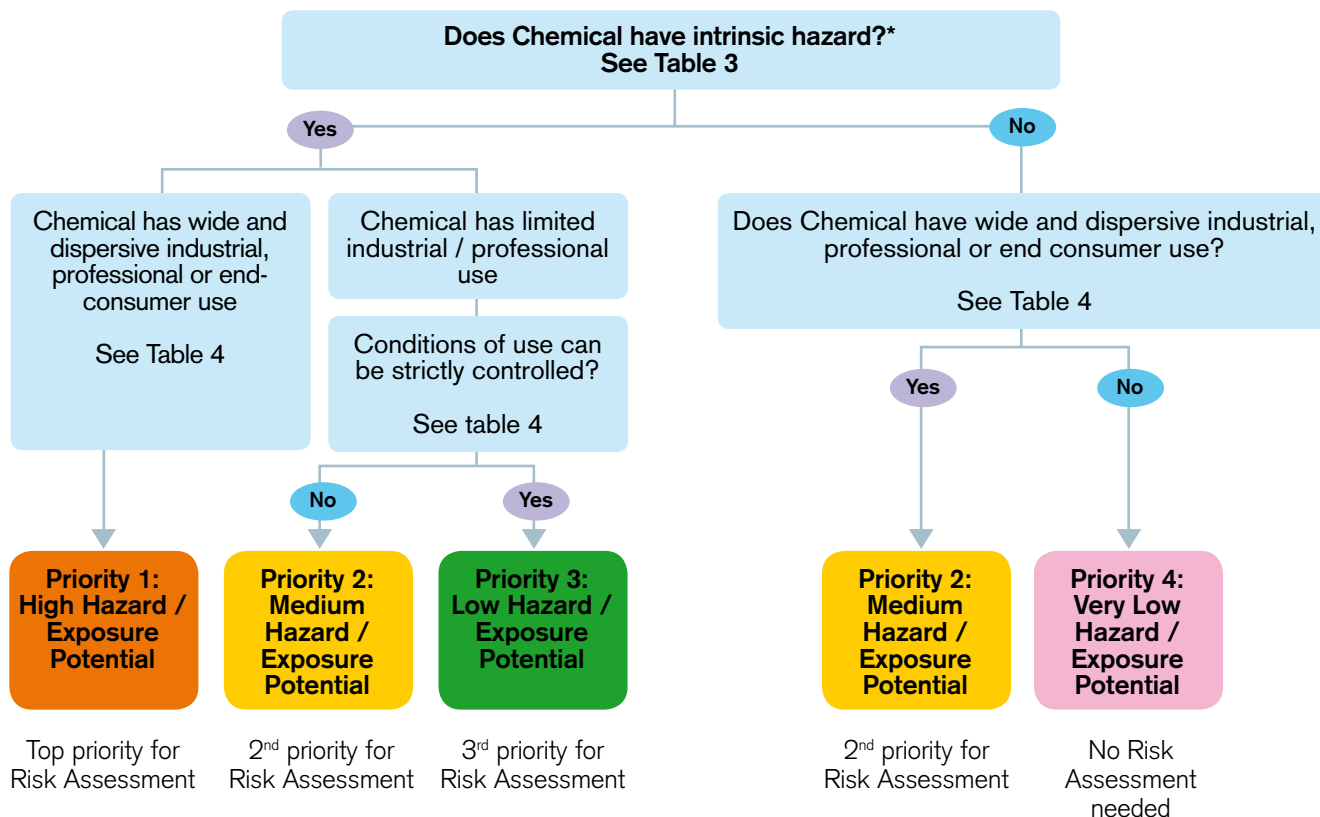 Does Chemical have intrinsic hazard?*
See Table 3
Yes
No
Chemical has wide and
dispersive industrial,
professional or end-
consumer use
See Table 4
Chemical has limited
industrial / professional
use
Conditions of use can
be strictly controlled?
See table 4
Does Chemical have wide and dispersive industrial,
professional or end consumer use?
See Table 4
No
Yes
Yes
No
Priority 1:
High Hazard /
Exposure
Potential
Priority 2:
Medium
Hazard /
Exposure
Potential
Priority 3:
Low Hazard /
Exposure
Potential
Priority 2:
Medium
Hazard /
Exposure
Potential
Priority 4:
Very Low
Hazard /
Exposure
Potential
Top priority for
Risk Assessment
2nd priority for
Risk Assessment
3rd priority for
Risk Assessment
2nd priority for
Risk Assessment
No Risk
Assessment
needed